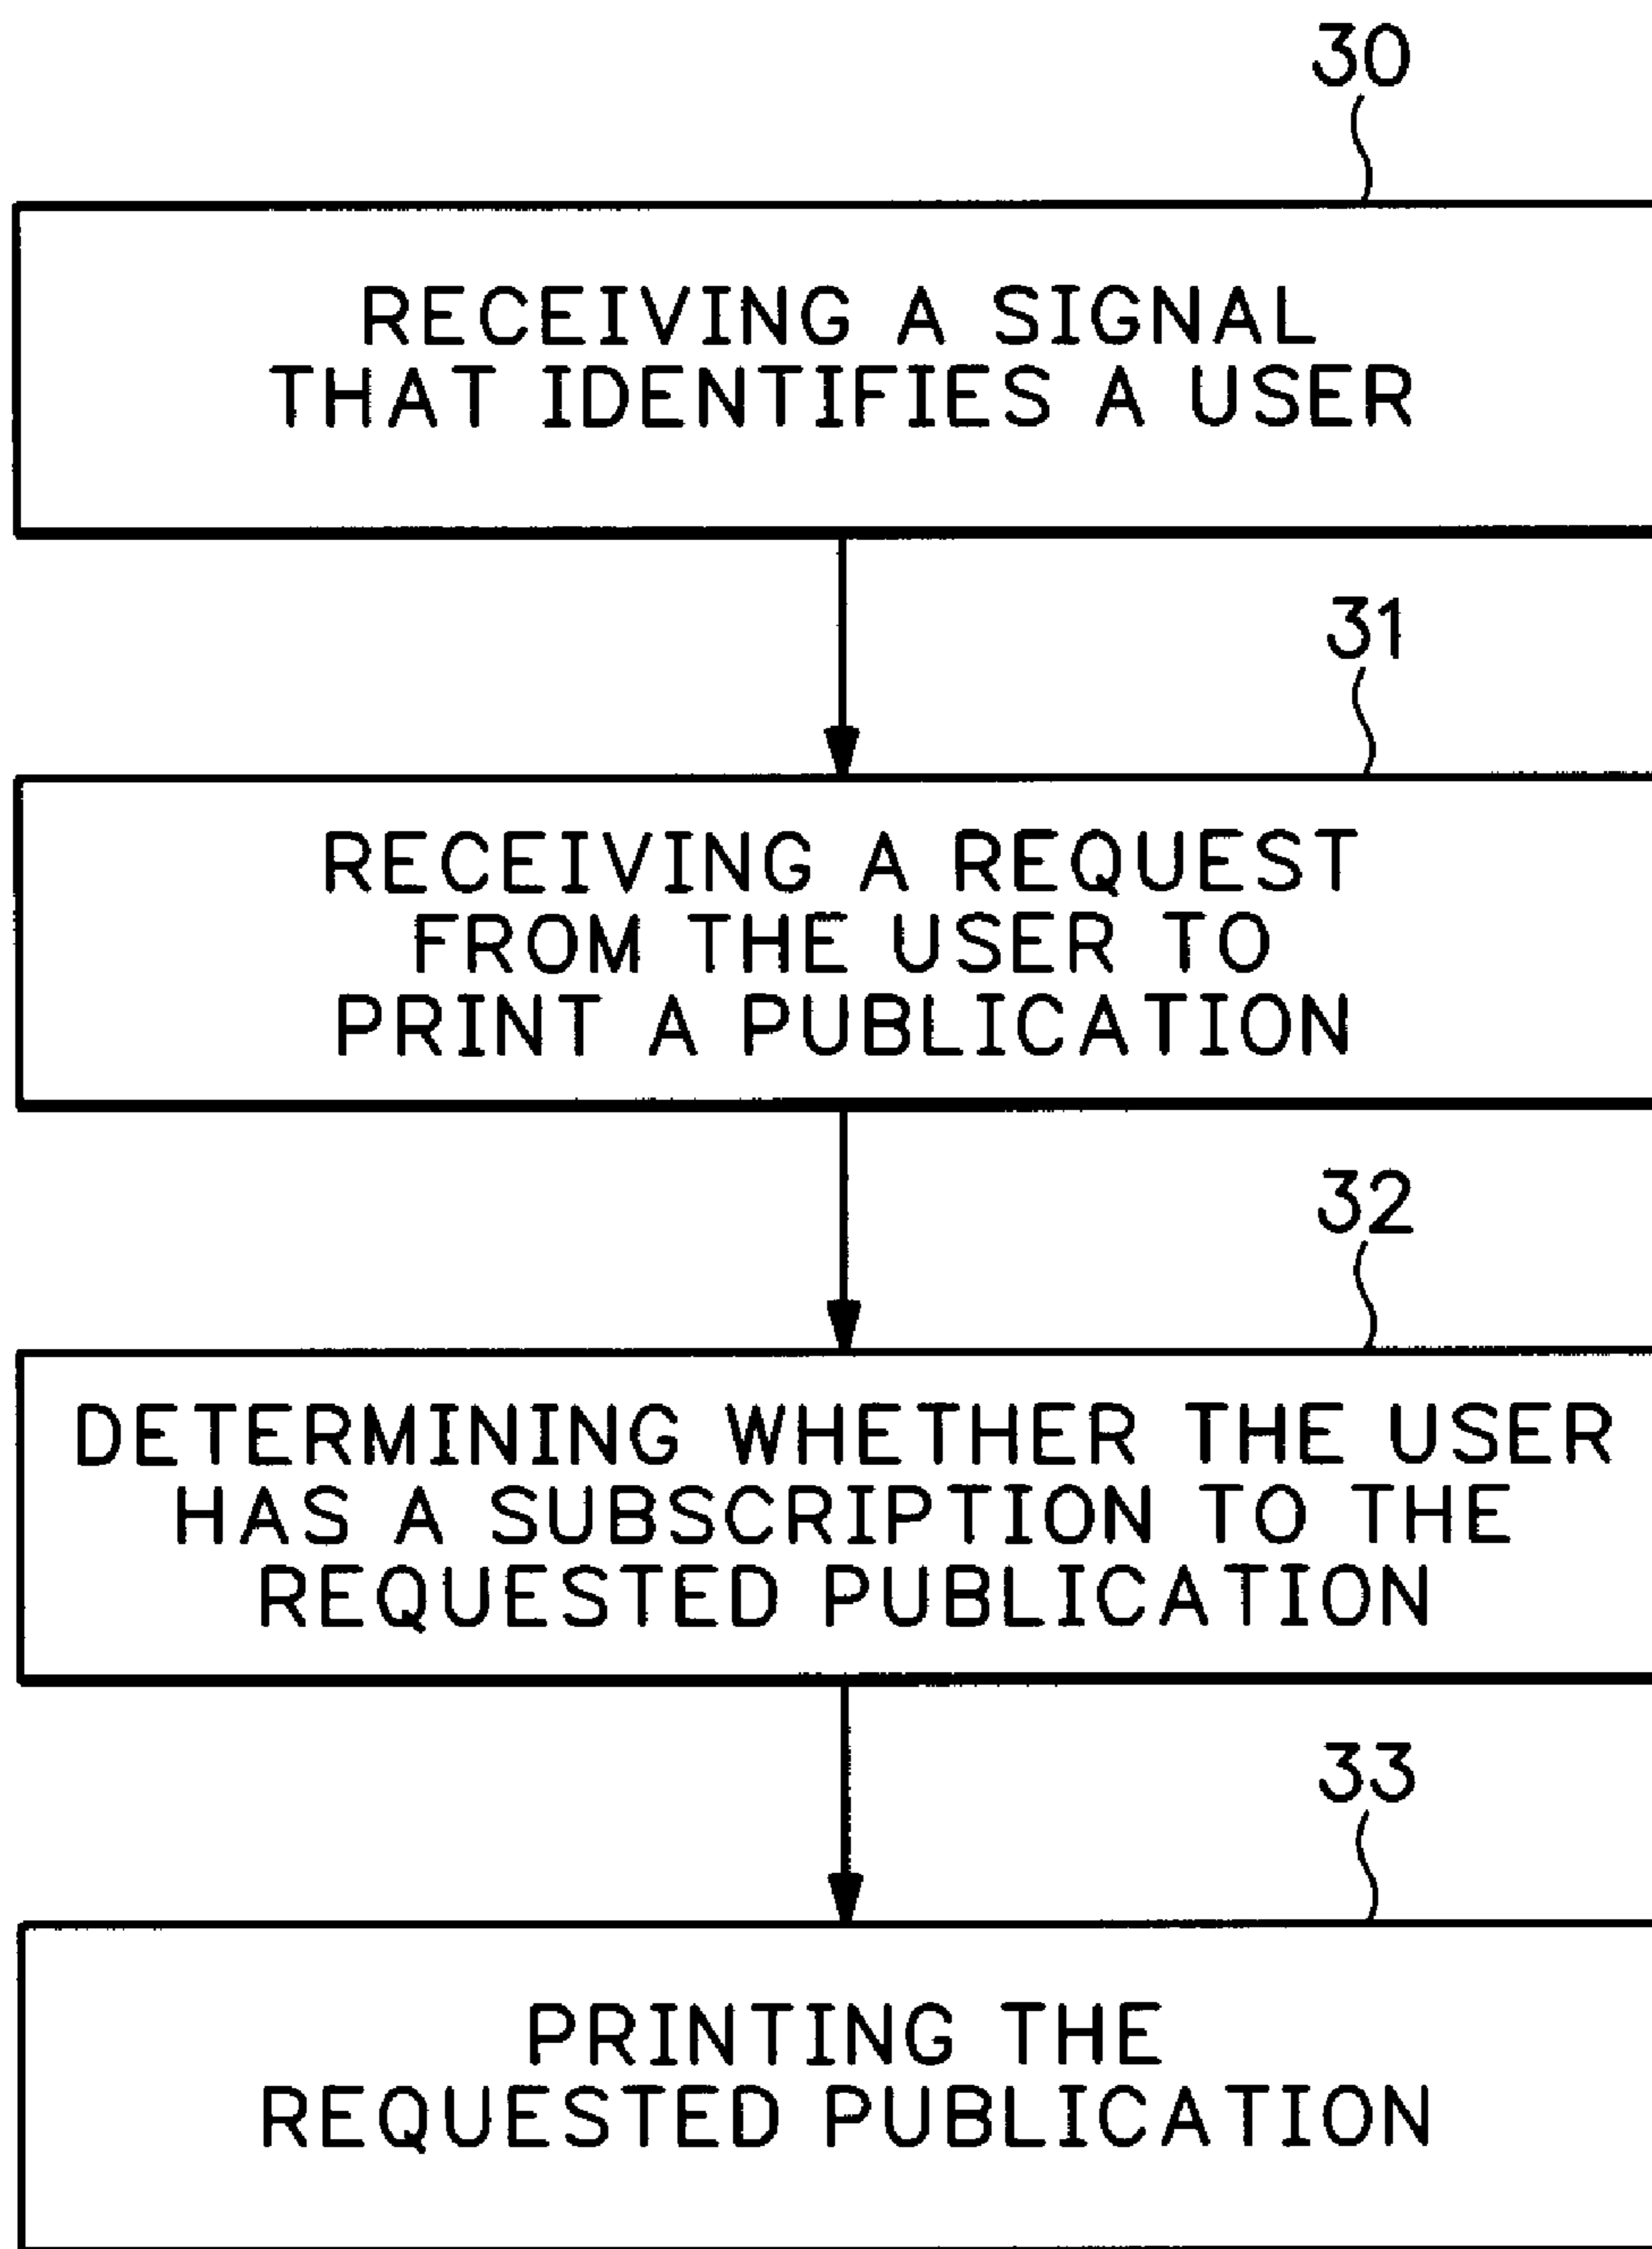 30
RECEIVING A SIGNAL
THAT IDENTIFIES A USER
31
RECEIVING A REQUEST
FROM THE USER TO
PRINT A PUBLICATION
32
DETERMINING WHETHER THE USER
HAS A SUBSCRIPTION TO THE
REQUESTED PUBLICATION
33
PRINTING THE
REQUESTED PUBLICATION